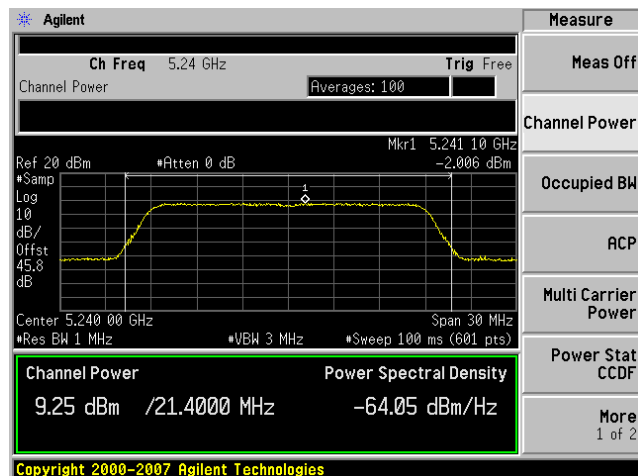 Agilent
Measure
Ch Freq 5.24 GHz
Trig Free
Channel Power
Averages: 100
Mkr1 5.241 10 GHz
Ref 20 dBm
#Atten 0 dB
-2.006 dBm
#Samp
Log
10
dB/
Offst
45.8
dB
1
Center 5.240 00 GHz
Span 30 MHz
#Res BW 1 MHz
#VBW 3 MHz
#Sweep 100 ms (601 pts)
Channel Power
Power Spectral Density
9.25 dBm /21.4000 MHz
-64.05 dBm/Hz
Copyright 2000-2007 Agilent Technologies
Meas Off
Channel Power
Occupied BW
ACP
Multi Carrier
Power
Power Stat
CCDF
More
1 of 2